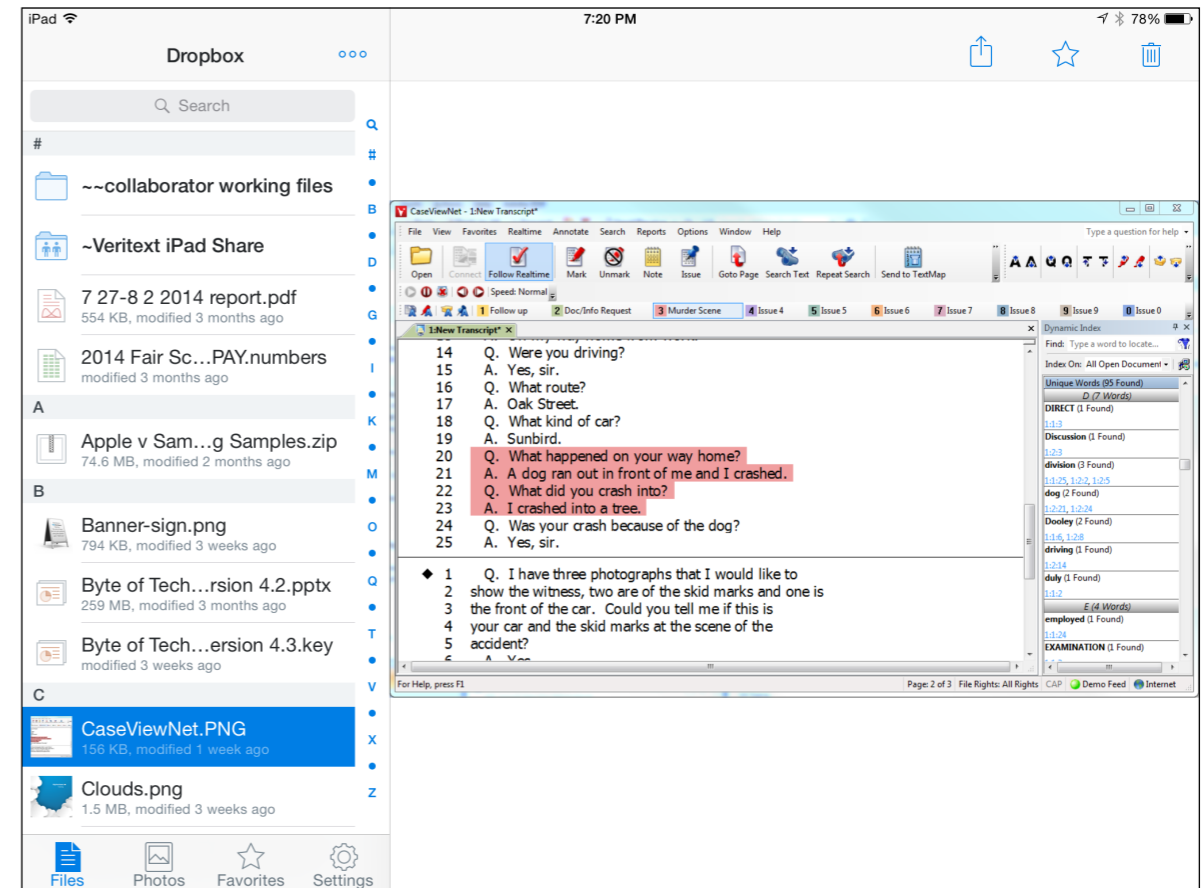 iPad
7:20 PM
78%
Dropbox
Search
#
~~collaborator working files
~Veritext iPad Share
7 27-8 2 2014 report.pdf
554 KB, modified 3 months ago
2014 Fair Sc…PAY.numbers
modified 3 months ago
A
Apple v Sam…g Samples.zip
74.6 MB, modified 2 months ago
B
Banner-sign.png
794 KB, modified 3 weeks ago
Byte of Tech…rsion 4.2.pptx
259 MB, modified 3 months ago
Byte of Tech…ersion 4.3.key
modified 3 weeks ago
C
CaseViewNet.PNG
156 KB, modified 1 week ago
Clouds.png
1.5 MB, modified 3 weeks ago
Files Photos Favorites Settings
#
B
D
G
I
K
M
O
Q
T
V
X
Z
CaseViewNet - 1:New Transcript*
File View Favorites Realtime Annotate Search Reports Options Window Help Type a question for help
Open Connect Follow Realtime Mark Unmark Note Issue Goto Page Search Text Repeat Search Send to TextMap
Speed: Normal
1 Follow up 2 Doc/Info Request 3 Murder Scene 4 Issue 4 5 Issue 5 6 Issue 6 7 Issue 7 8 Issue 8 9 Issue 9 0 Issue 0
1:New Transcript*
14 Q. Were you driving?
15 A. Yes, sir.
16 Q. What route?
17 A. Oak Street.
18 Q. What kind of car?
19 A. Sunbird.
20 Q. What happened on your way home?
21 A. A dog ran out in front of me and I crashed.
22 Q. What did you crash into?
23 A. I crashed into a tree.
24 Q. Was your crash because of the dog?
25 A. Yes, sir.
1 Q. I have three photographs that I would like to
2 show the witness, two are of the skid marks and one is
3 the front of the car. Could you tell me if this is
4 your car and the skid marks at the scene of the
5 accident?
6 A. Yes
Dynamic Index
Find: Type a word to locate...
Index On: All Open Document
Unique Words (95 Found)
D (7 Words)
DIRECT (1 Found)
1:1:3
Discussion (1 Found)
1:2:3
division (3 Found)
1:1:25, 1:2:2, 1:2:5
dog (2 Found)
1:2:21, 1:2:24
Dooley (2 Found)
1:1:6, 1:2:8
driving (1 Found)
1:2:14
duly (1 Found)
1:1:2
E (4 Words)
employed (1 Found)
1:1:24
EXAMINATION (1 Found)
For Help, press F1
Page: 2 of 3 File Rights: All Rights CAP Demo Feed Internet